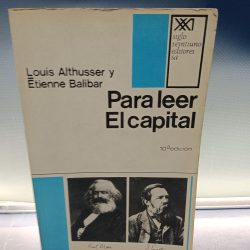 siglo
veintiuno
editores
sa
Louis Althusser y
Étienne Balibar
Para leer
El capital
10ª edición